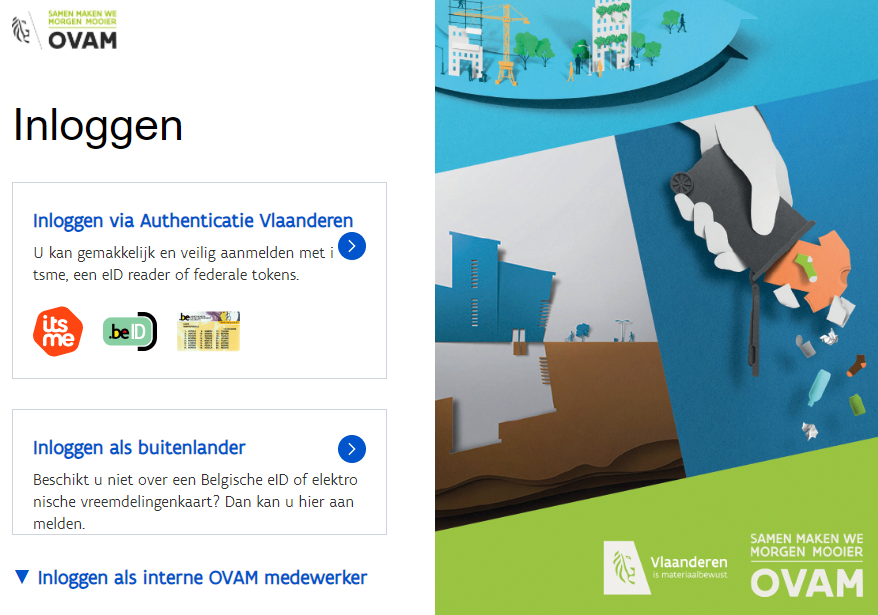 SAMEN MAKEN WE
MORGEN MOOIER
OVAM
Inloggen
Inloggen via Authenticatie Vlaanderen
U kan gemakkelijk en veilig aanmelden met i
tsme, een eID reader of federale tokens.
its
me
.beID
.be
Inloggen als buitenlander
Beschikt u niet over een Belgische eID of elektro
nische vreemdelingenkaart? Dan kan u hier aan
melden.
Inloggen als interne OVAM medewerker
Vlaanderen
is materiaalbewust
SAMEN MAKEN WE
MORGEN MOOIER
OVAM